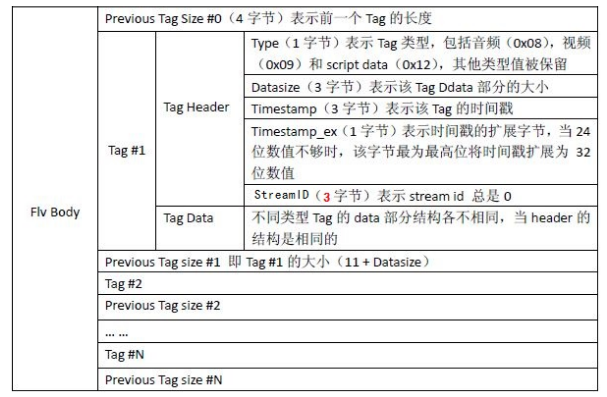 Previous Tag Size #0（4 字节）表示前一个 Tag 的长度
Type（1 字节）表示 Tag 类型，包括音频（0x08），视频
（0x09）和 script data（0x12），其他类型值被保留
Datasize（3 字节）表示该 Tag Ddata 部分的大小
Tag Header
Timestamp（3 字节）表示该 Tag 的时间戳
Timestamp_ex（1 字节）表示时间戳的扩展字节，当 24
位数值不够时，该字节最为最高位将时间戳扩展为 32
位数值
Tag #1
StreamID（3 字节）表示 stream id 总是 0
Flv Body
Tag Data
不同类型 Tag 的 data 部分结构各不相同，当 header 的
结构是相同的
Previous Tag size #1 即 Tag #1 的大小（11 + Datasize）
Tag #2
Previous Tag size #2
... ...
Tag #N
Previous Tag size #N